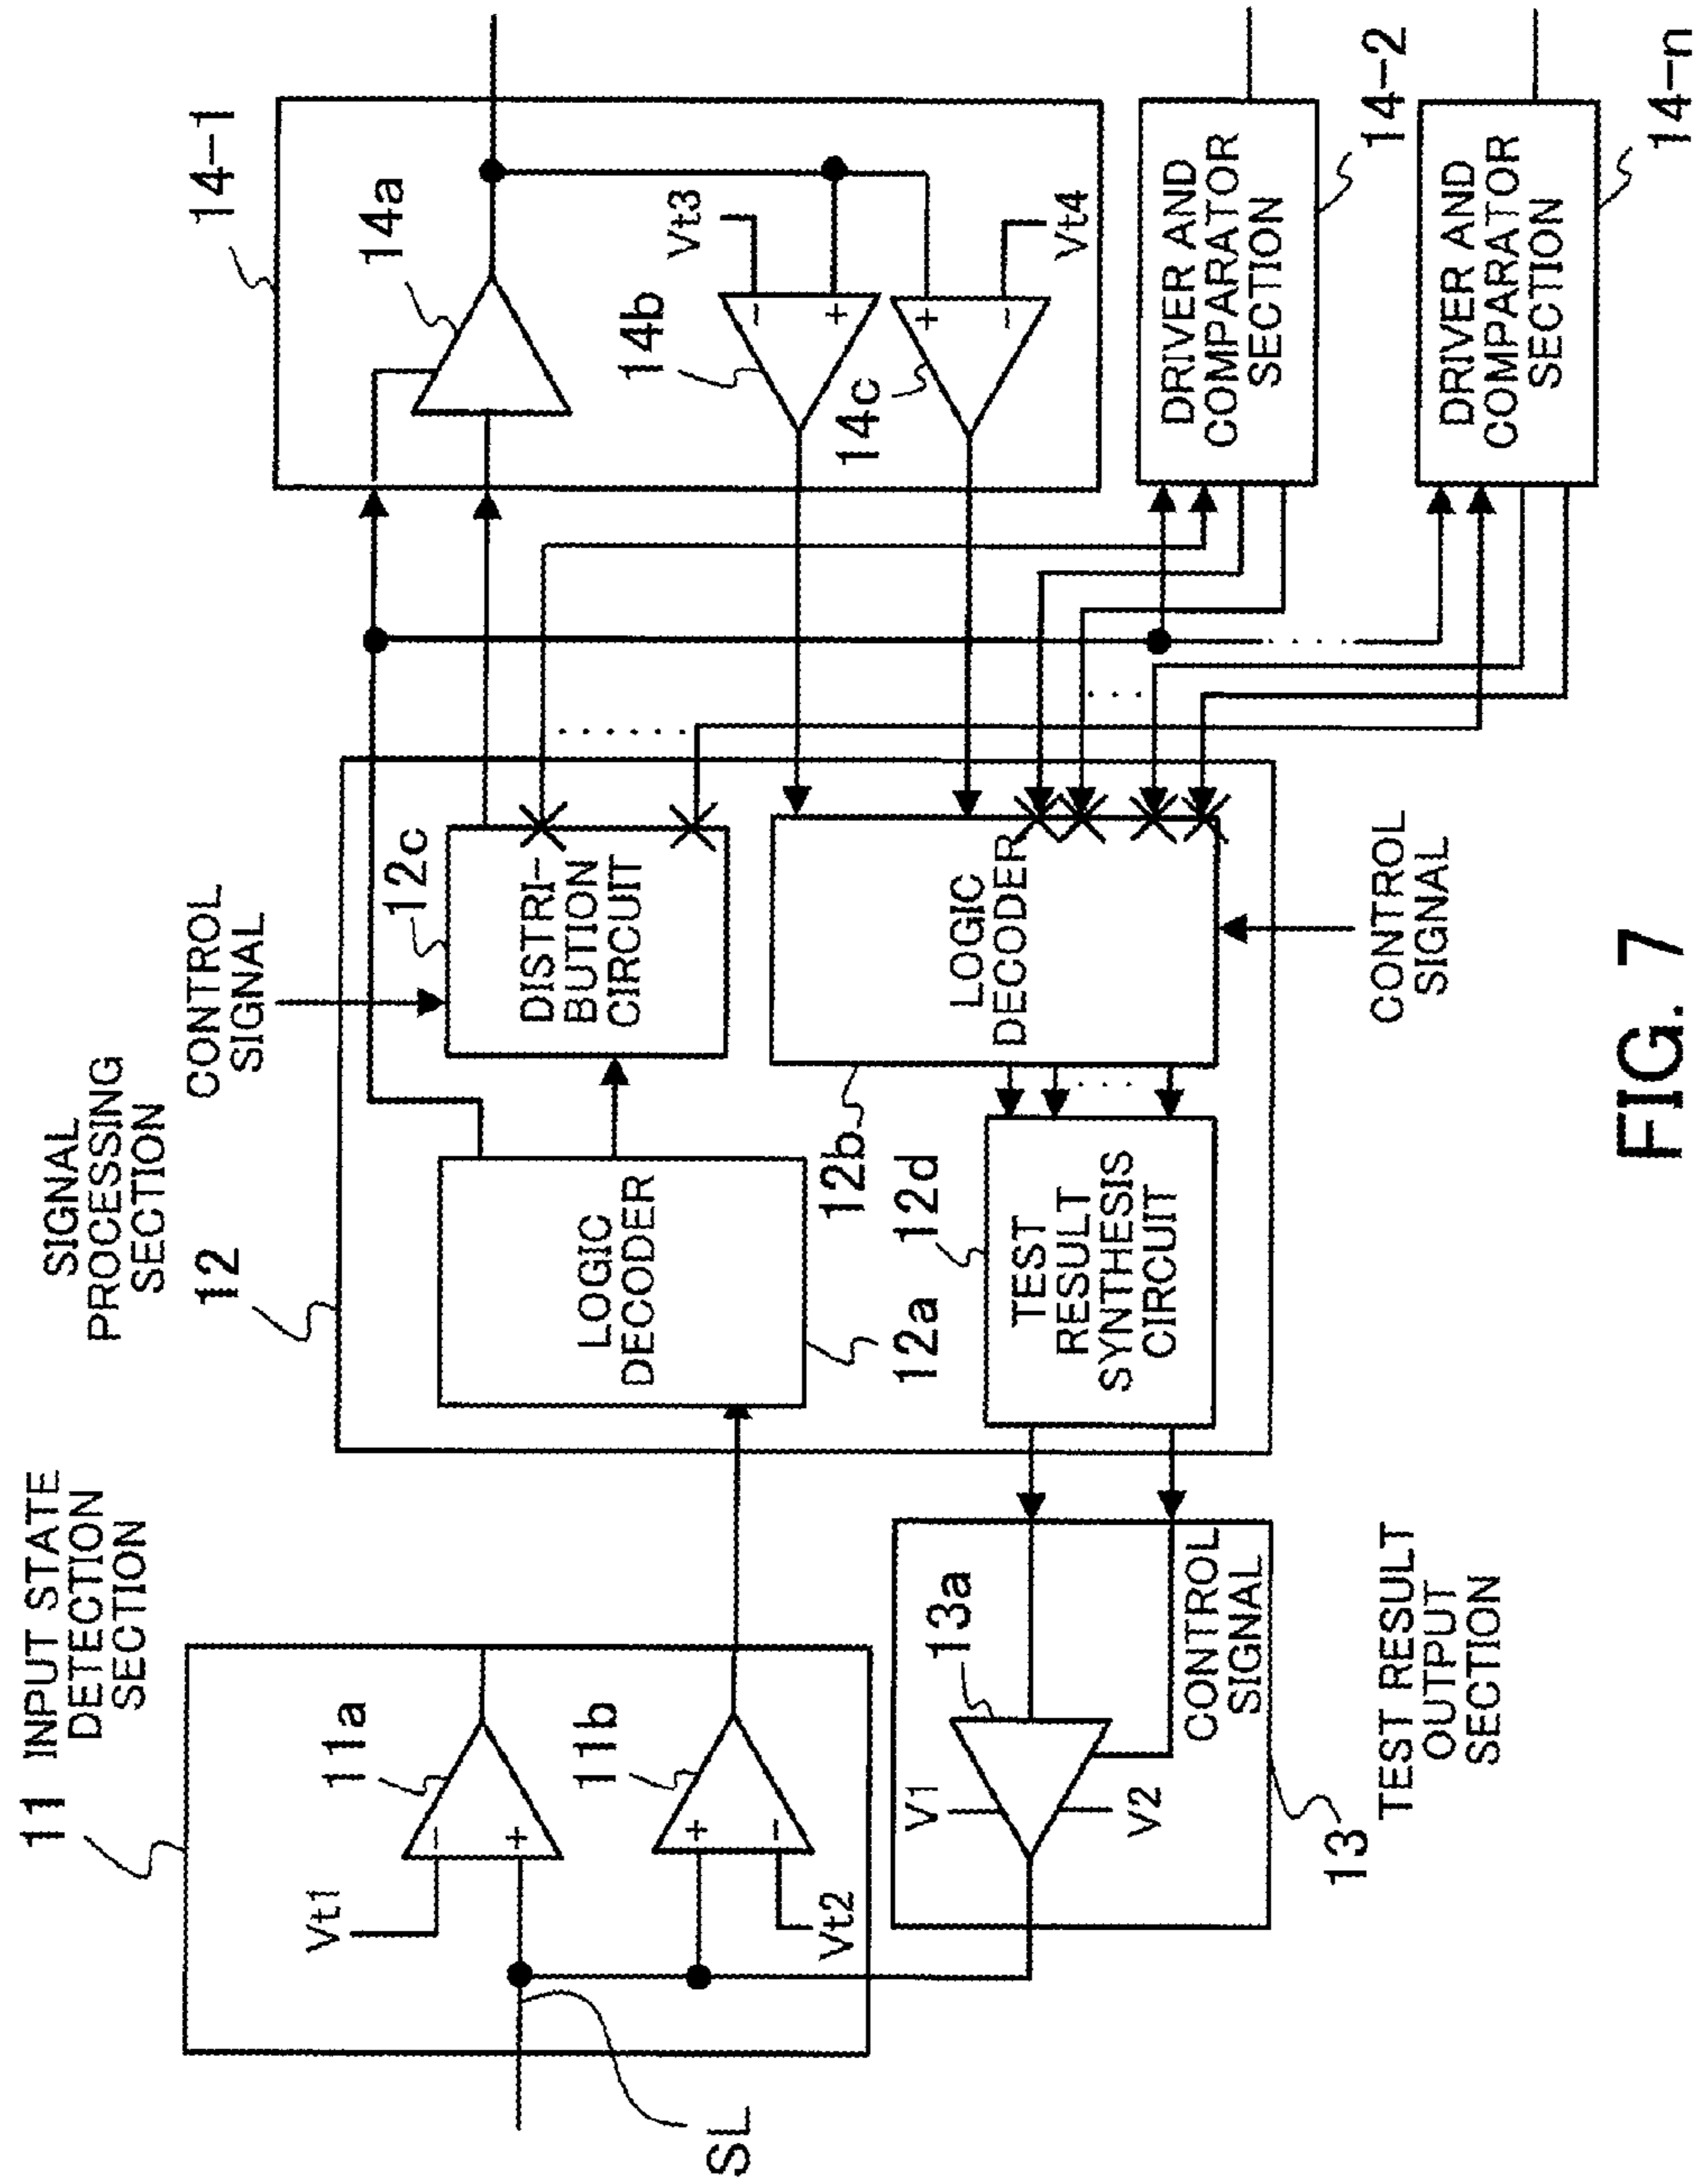 11 INPUT STATE
DETECTION
SECTION
Vt1
11a
−
+
11b
+
−
Vt2
SL
SIGNAL
PROCESSING
SECTION
12
CONTROL
SIGNAL
12c
DISTRI-
BUTION
CIRCUIT
LOGIC
DECODER
12a
LOGIC
DECODER
12b
12d
TEST
RESULT
SYNTHESIS
CIRCUIT
CONTROL
SIGNAL
13a
V1
V2
CONTROL
SIGNAL
13
TEST RESULT
OUTPUT
SECTION
14-1
14a
Vt3
14b
−
+
14c
+
−
Vt4
DRIVER AND
COMPARATOR
SECTION
14-2
DRIVER AND
COMPARATOR
SECTION
14-n
FIG. 7